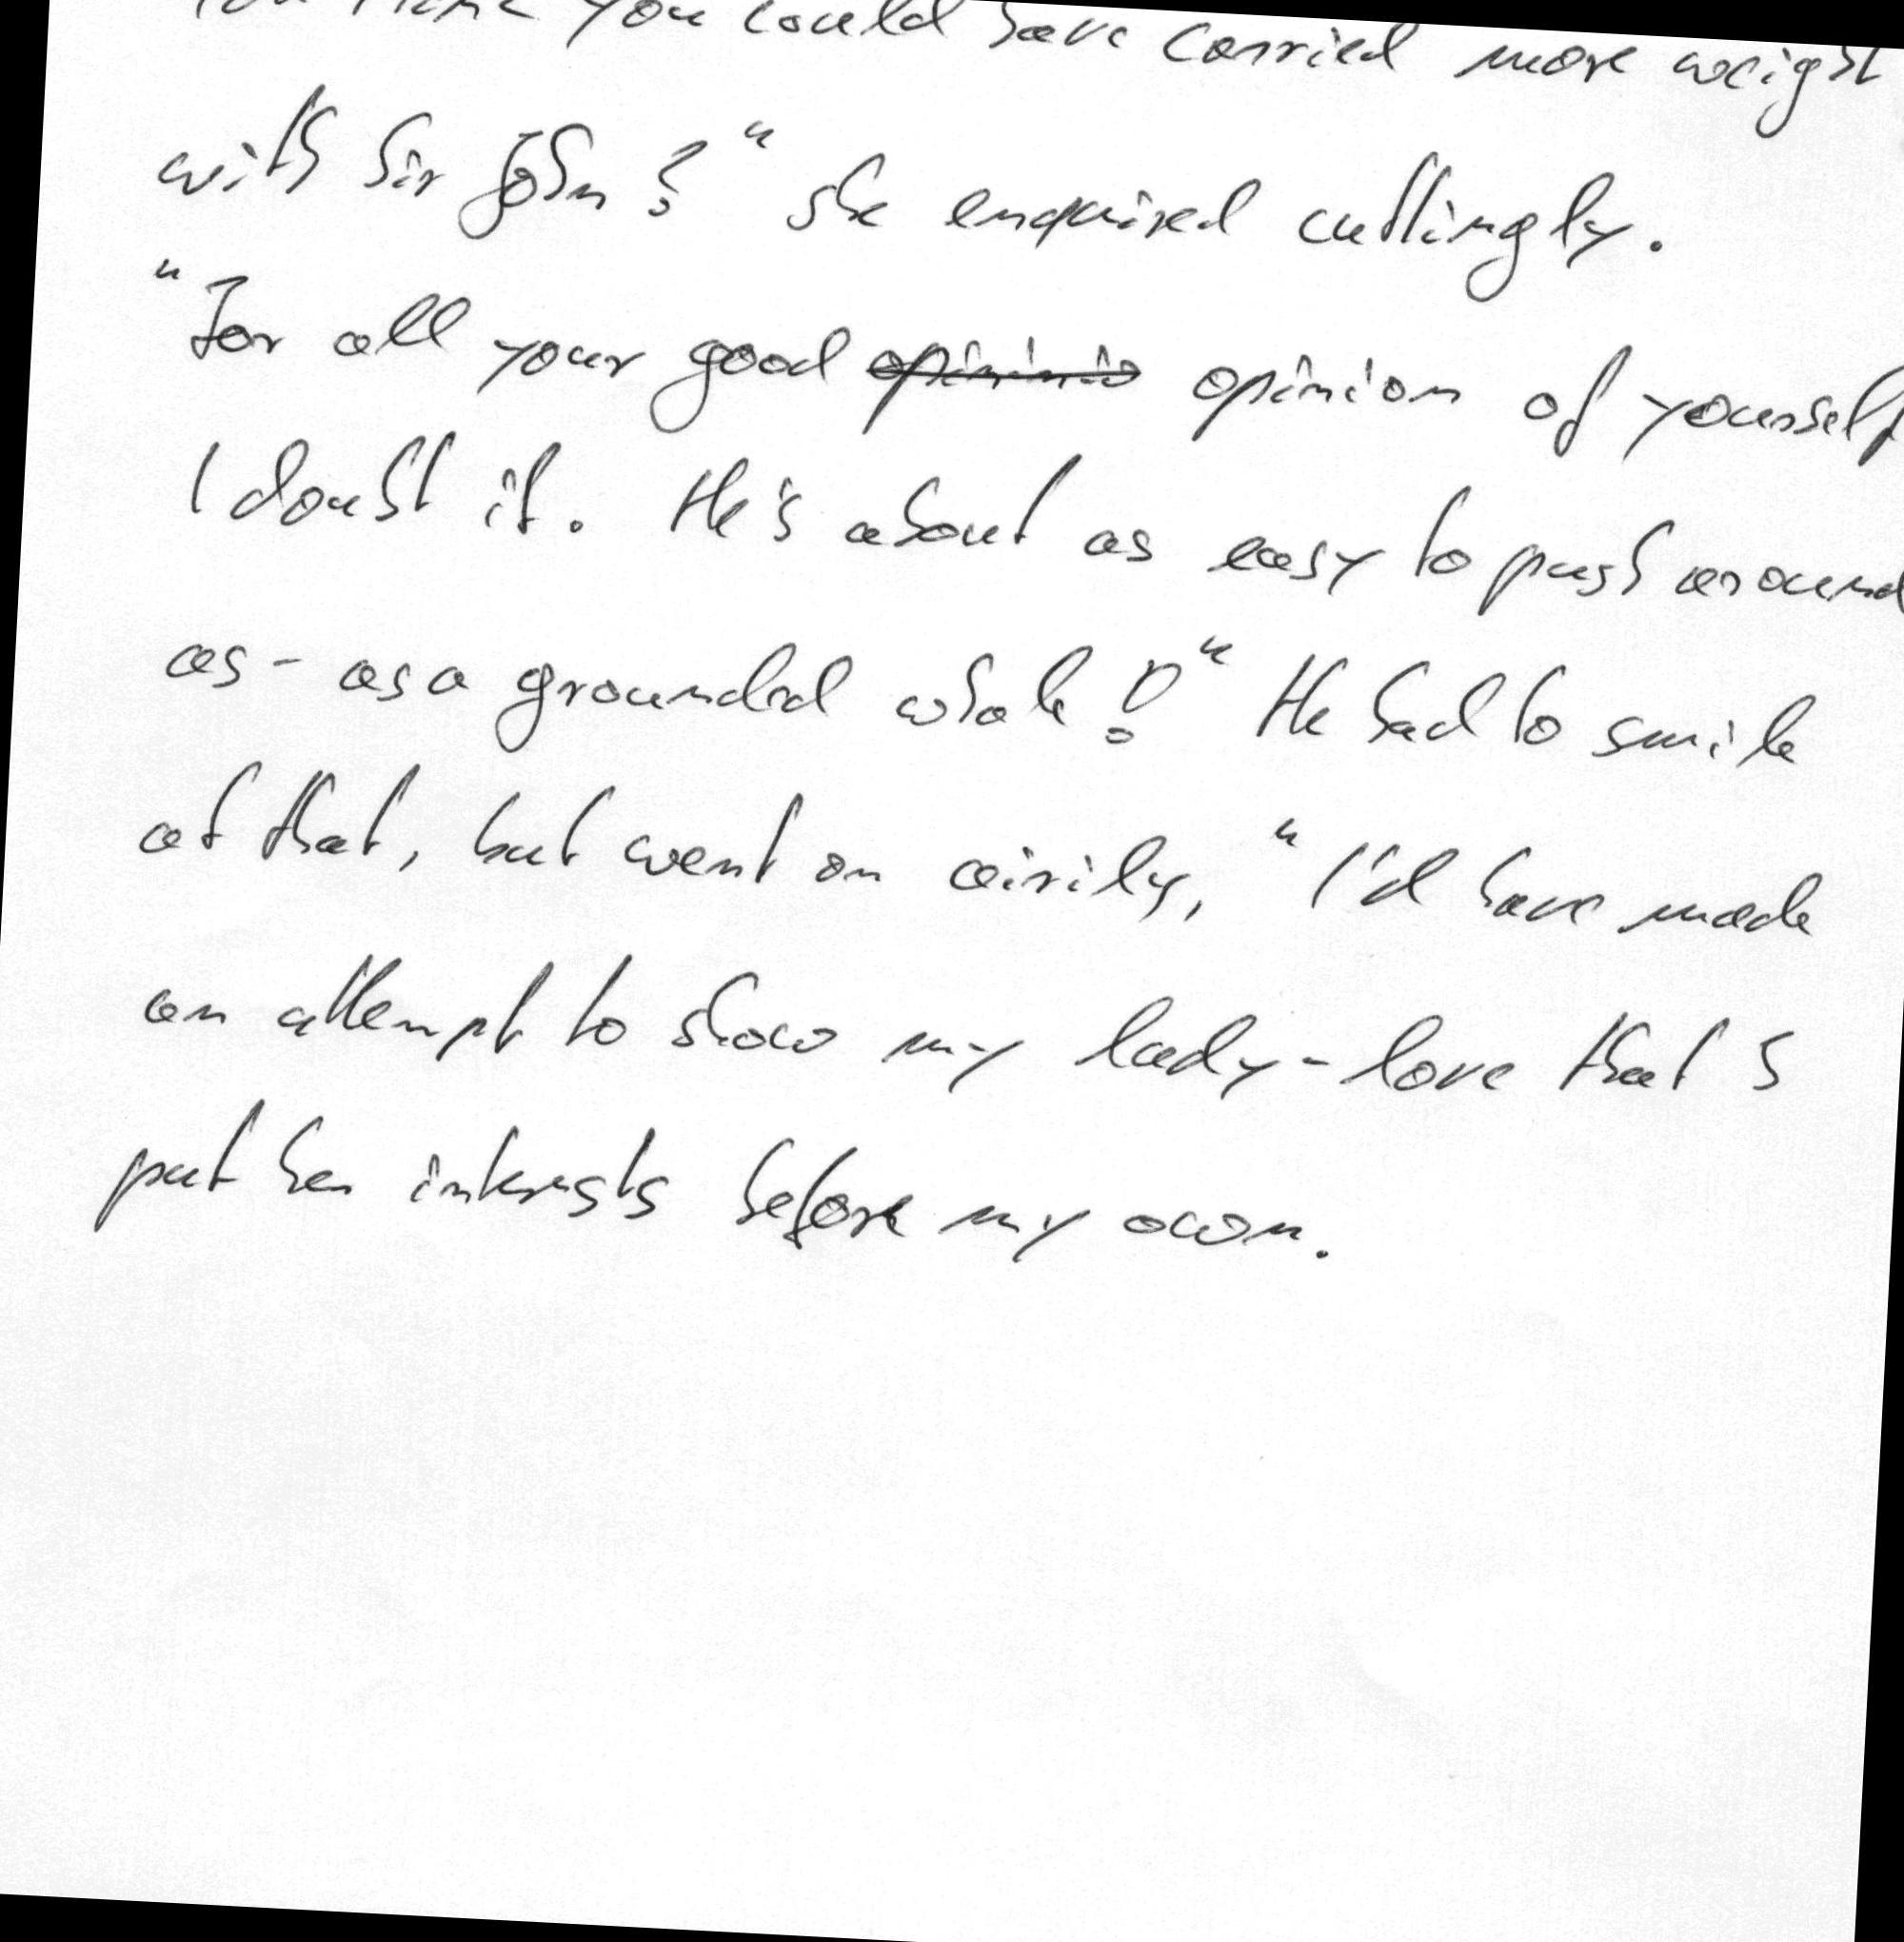 You think you could have carried more weight
with Sir John?" she enquired cuttingly.
"For all your good opininio opinion of yourself
I doubt it. He's about as easy to push around
as - as a grounded whale!" He had to smile
at that, but went on airily, "I'd have made
an attempt to show my lady-love that I
put her interests before my own.